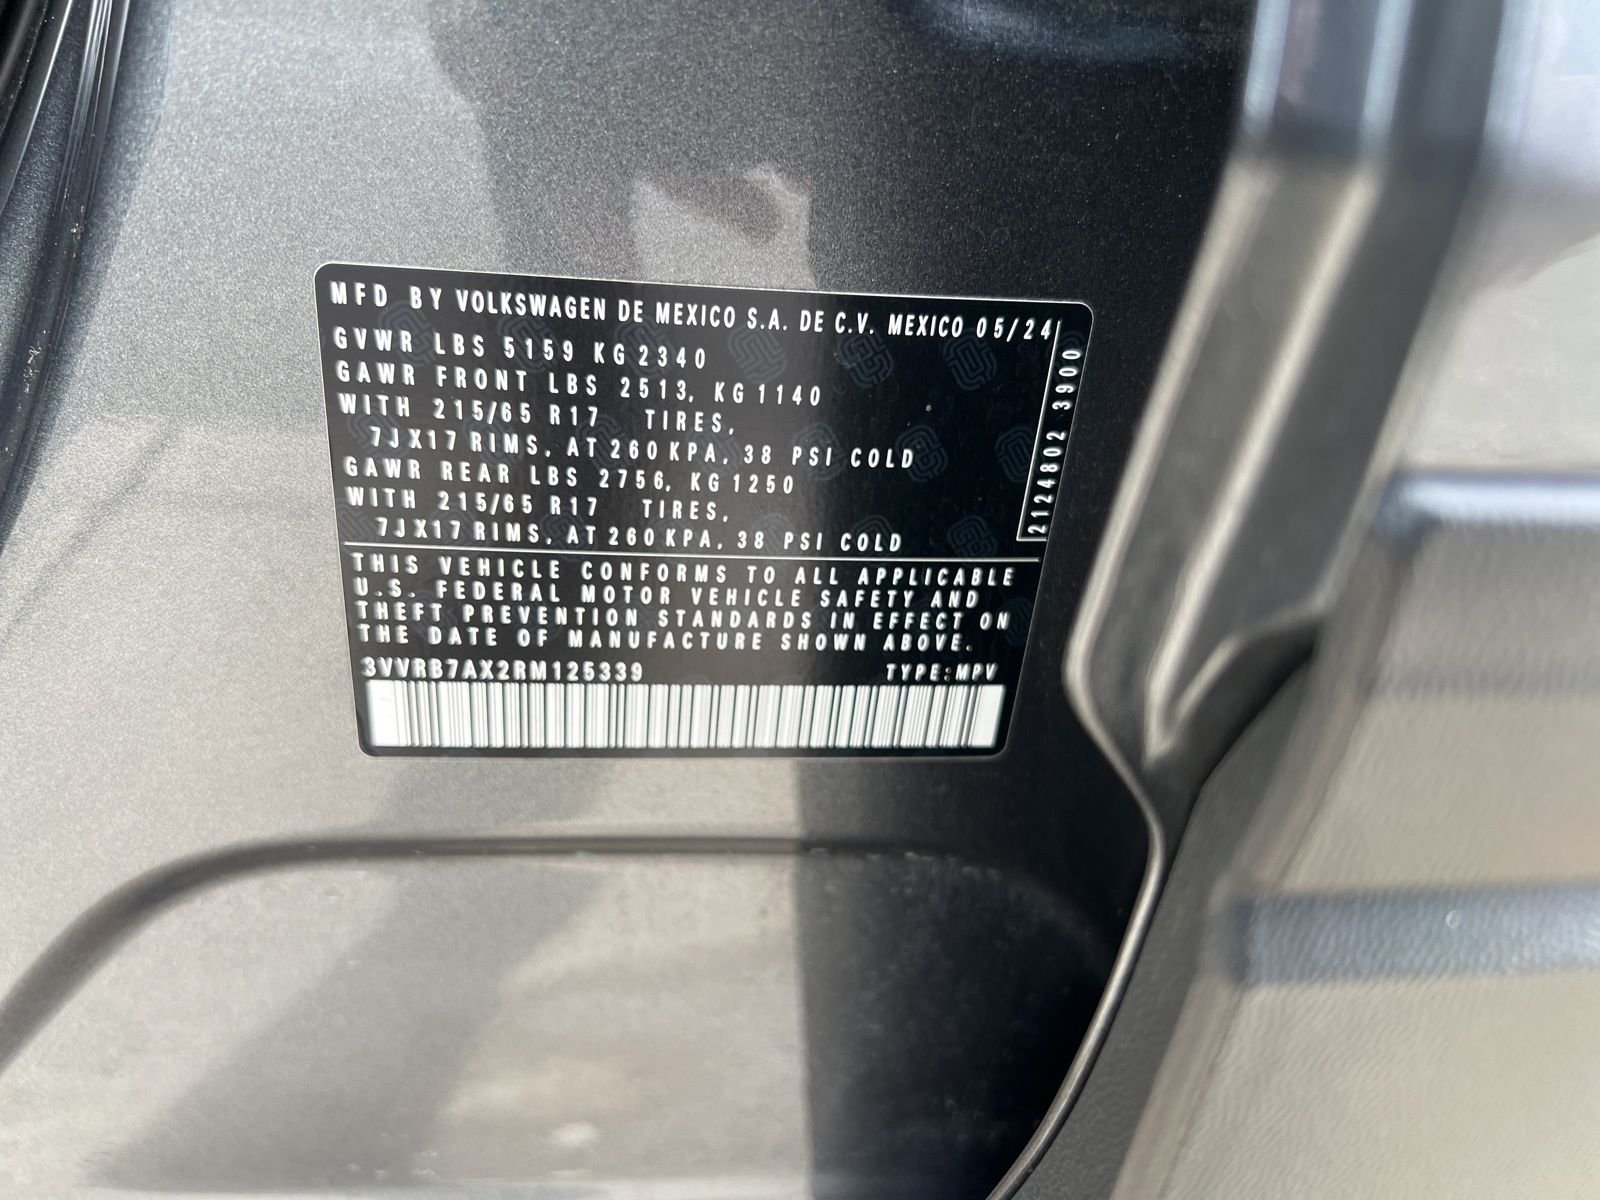 MFD BY VOLKSWAGEN DE MEXICO S.A. DE C.V. MEXICO 05/24
GVWR LBS 5159 KG 2340
GAWR FRONT LBS 2513, KG 1140
WITH 215/65 R17 TIRES,
7JX17 RIMS, AT 260 KPA, 38 PSI COLD
GAWR REAR LBS 2756, KG 1250
WITH 215/65 R17 TIRES,
7JX17 RIMS, AT 260 KPA, 38 PSI COLD
2124802 3900
THIS VEHICLE CONFORMS TO ALL APPLICABLE
U.S. FEDERAL MOTOR VEHICLE SAFETY AND
THEFT PREVENTION STANDARDS IN EFFECT ON
THE DATE OF MANUFACTURE SHOWN ABOVE.
3VVRB7AX2RM125339 TYPE:MPV